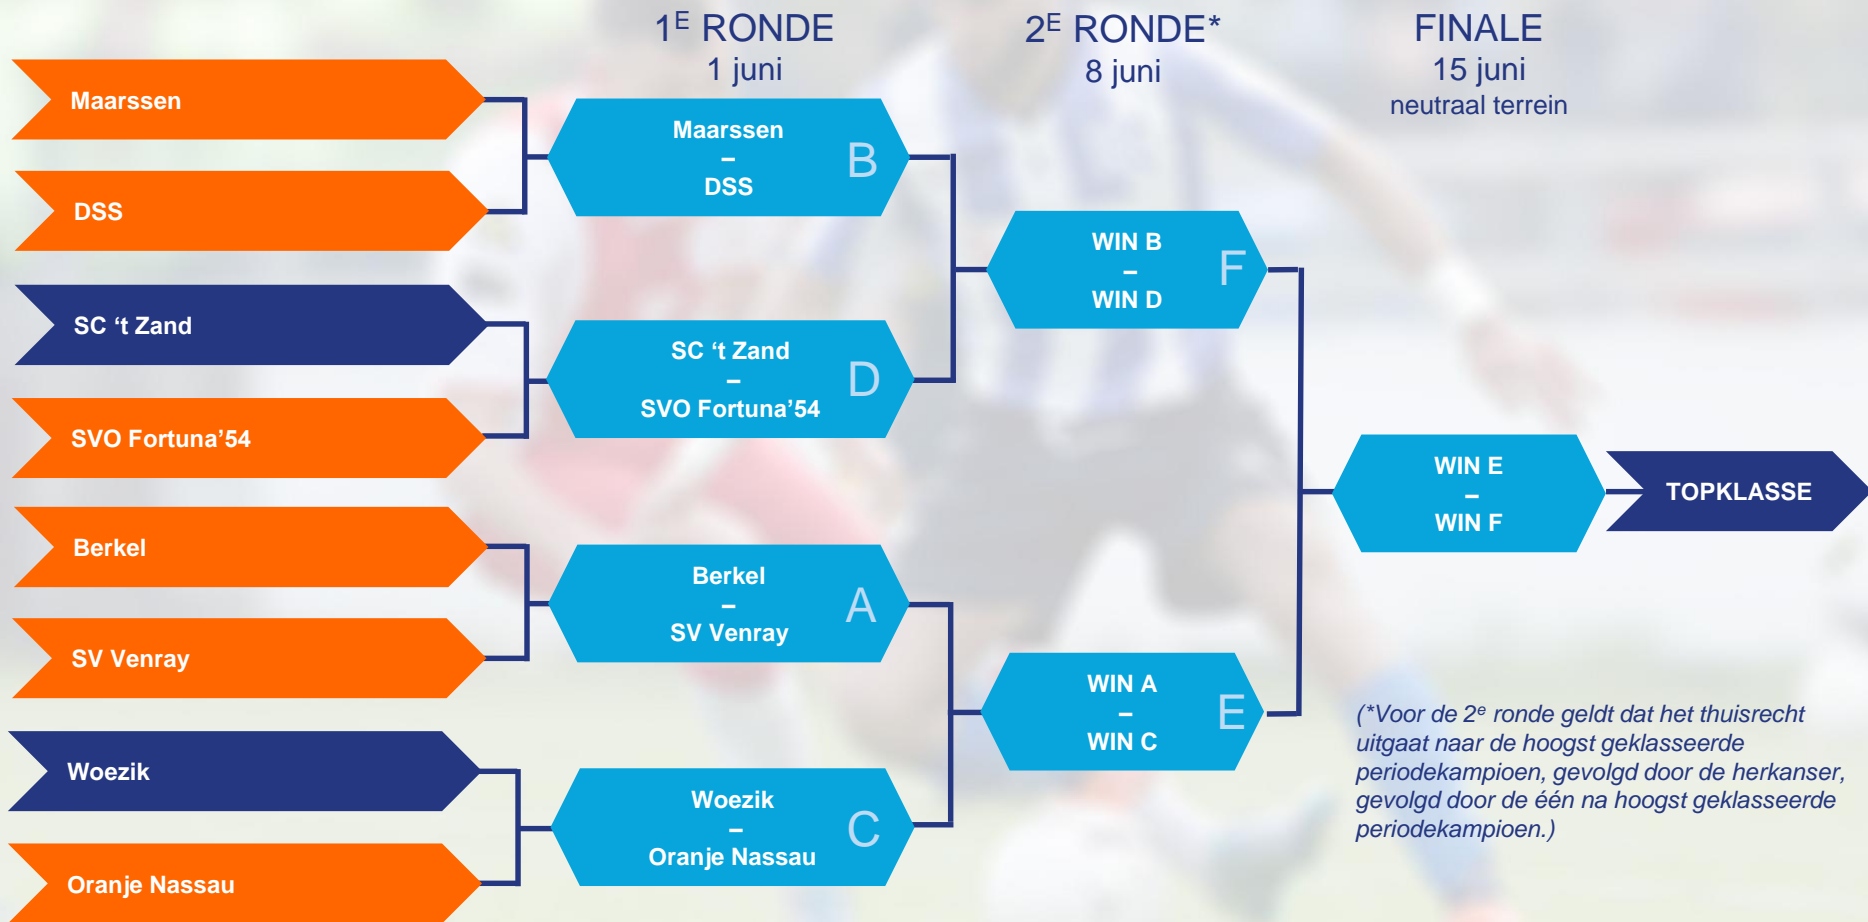 1E RONDE
1 juni
2E RONDE*
8 juni
FINALE
15 juni
neutraal terrein
Maarssen
DSS
SC ‘t Zand
SVO Fortuna’54
Berkel
SV Venray
Woezik
Oranje Nassau
Maarssen
–
DSS
B
SC ‘t Zand
–
SVO Fortuna’54
D
Berkel
–
SV Venray
A
Woezik
–
Oranje Nassau
C
WIN B
–
WIN D
F
WIN A
–
WIN C
E
WIN E
–
WIN F
TOPKLASSE
(*Voor de 2e ronde geldt dat het thuisrecht
uitgaat naar de hoogst geklasseerde
periodekampioen, gevolgd door de herkanser,
gevolgd door de één na hoogst geklasseerde
periodekampioen.)